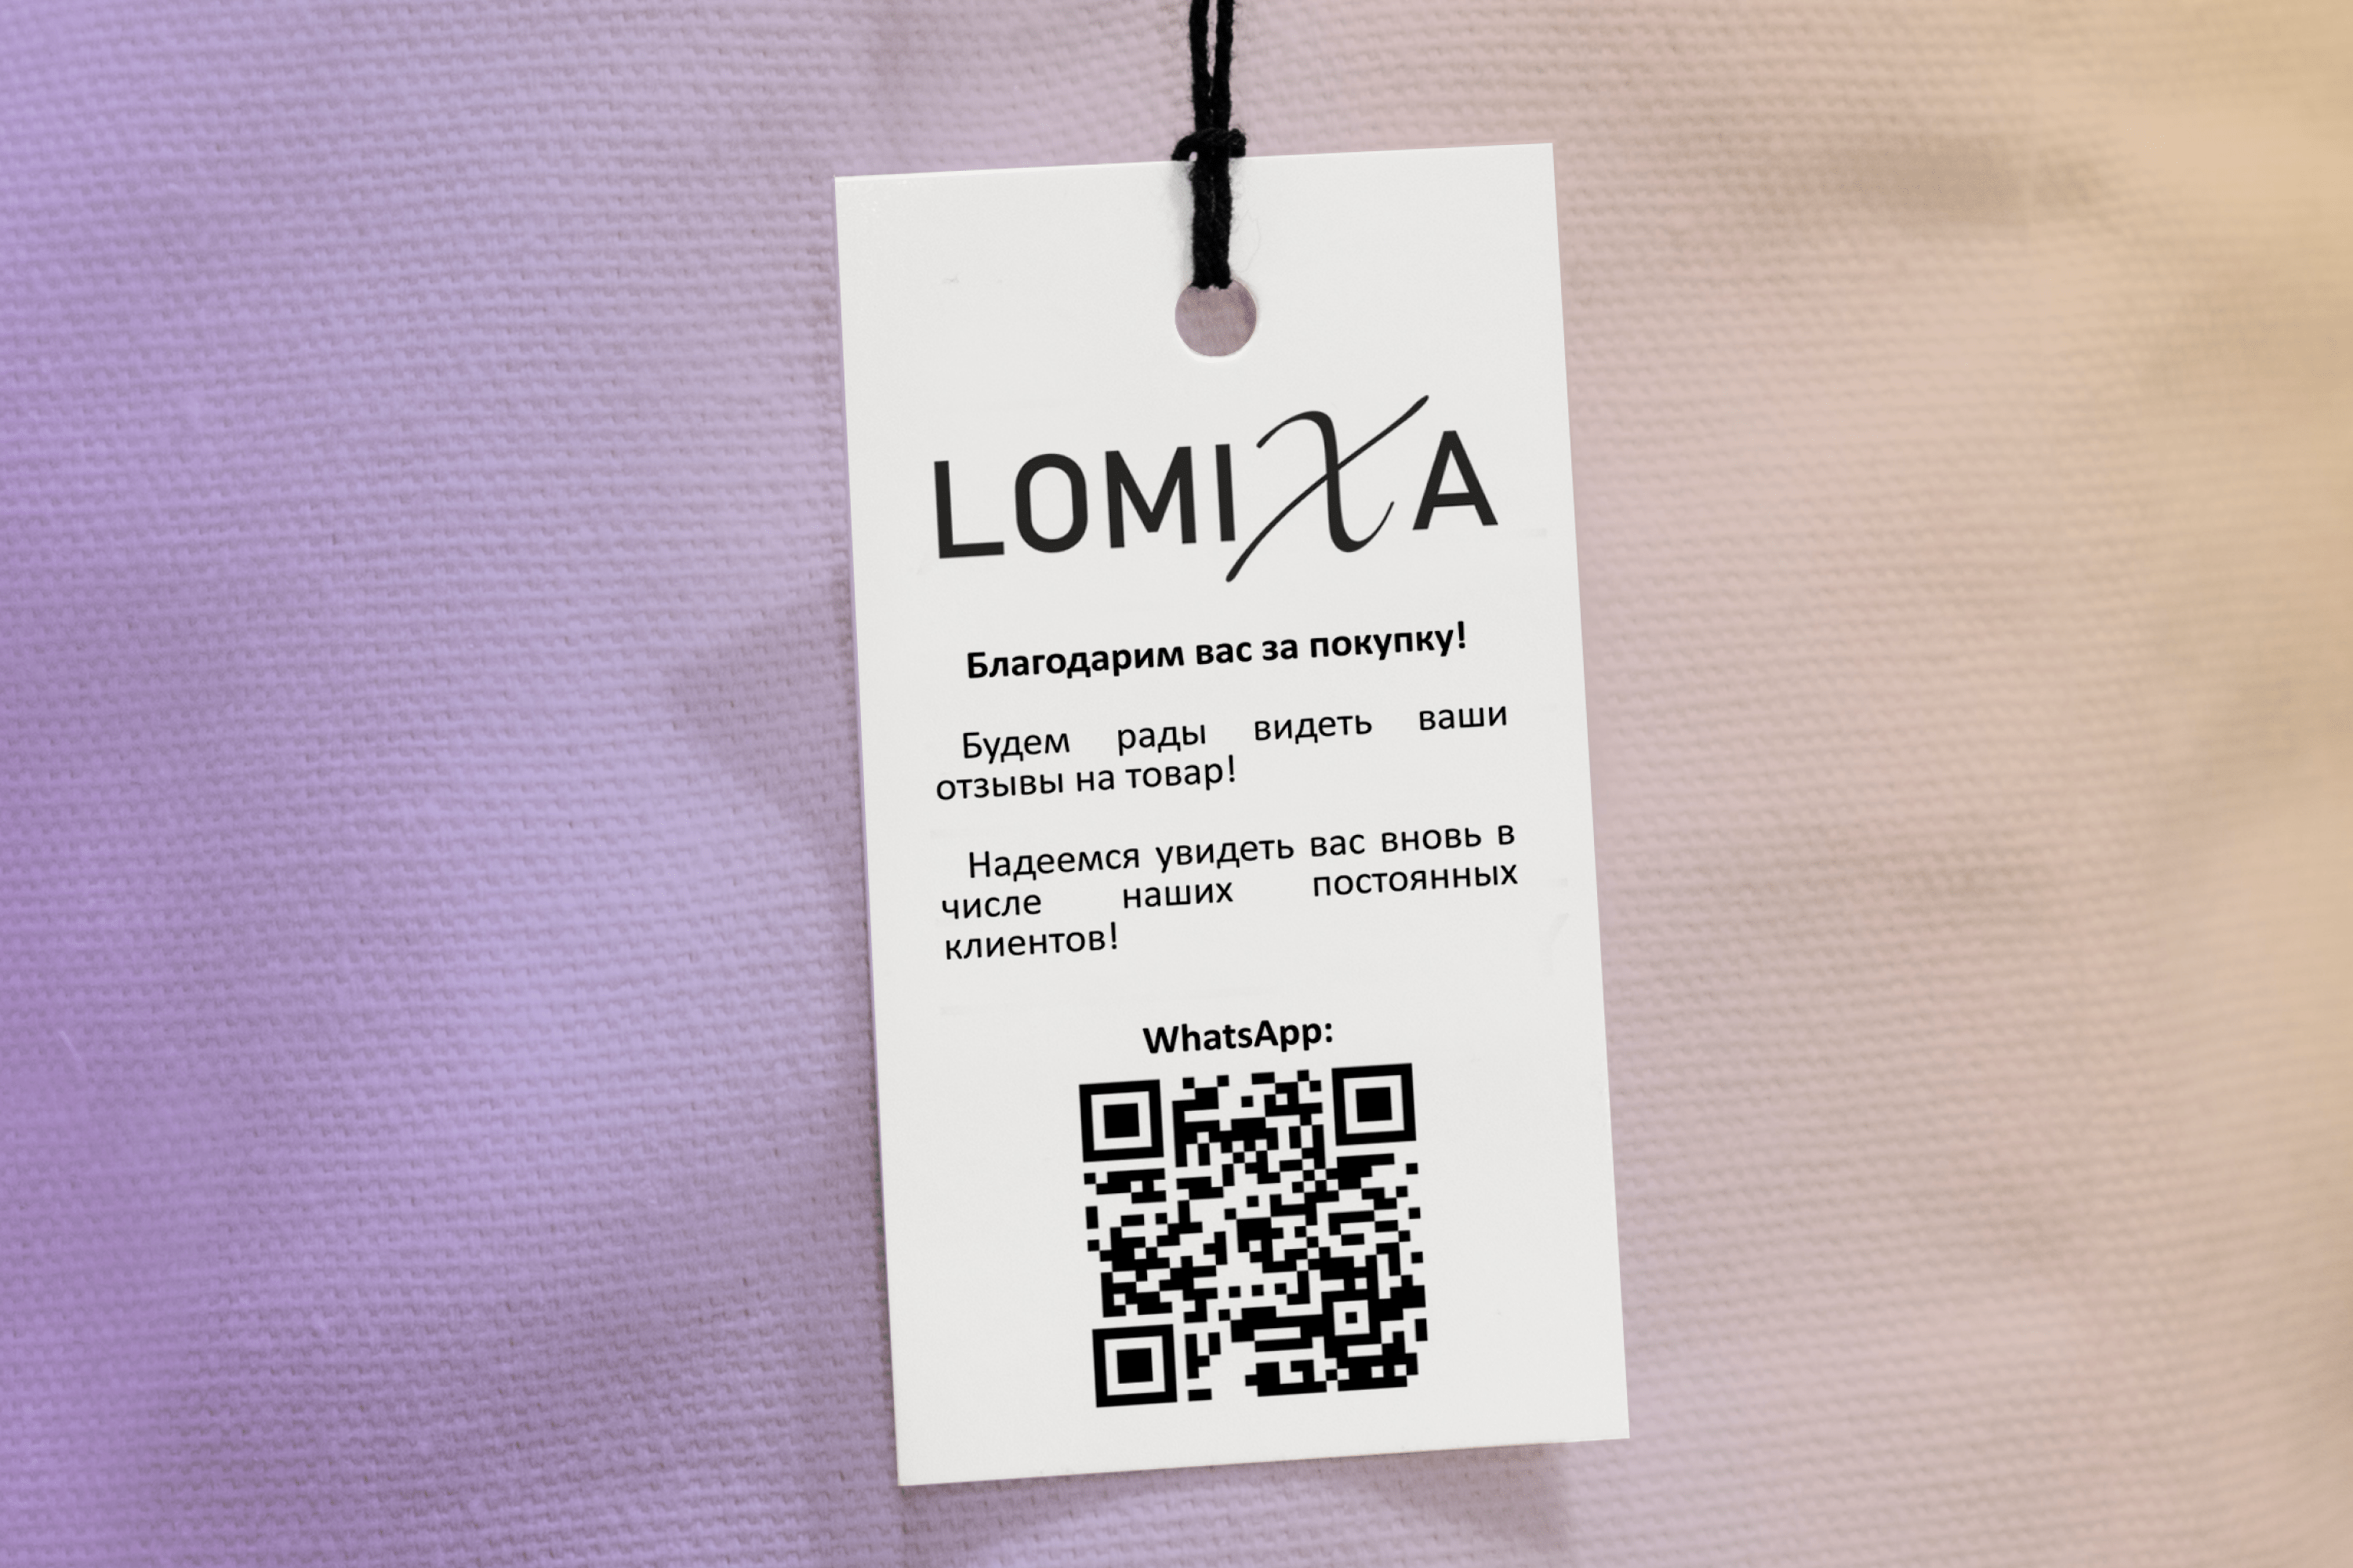 LOMIXA
Благодарим вас за покупку!
Будем рады видеть ваши
отзывы на товар!
Надеемся увидеть вас вновь в
числе наших постоянных
клиентов!
WhatsApp: